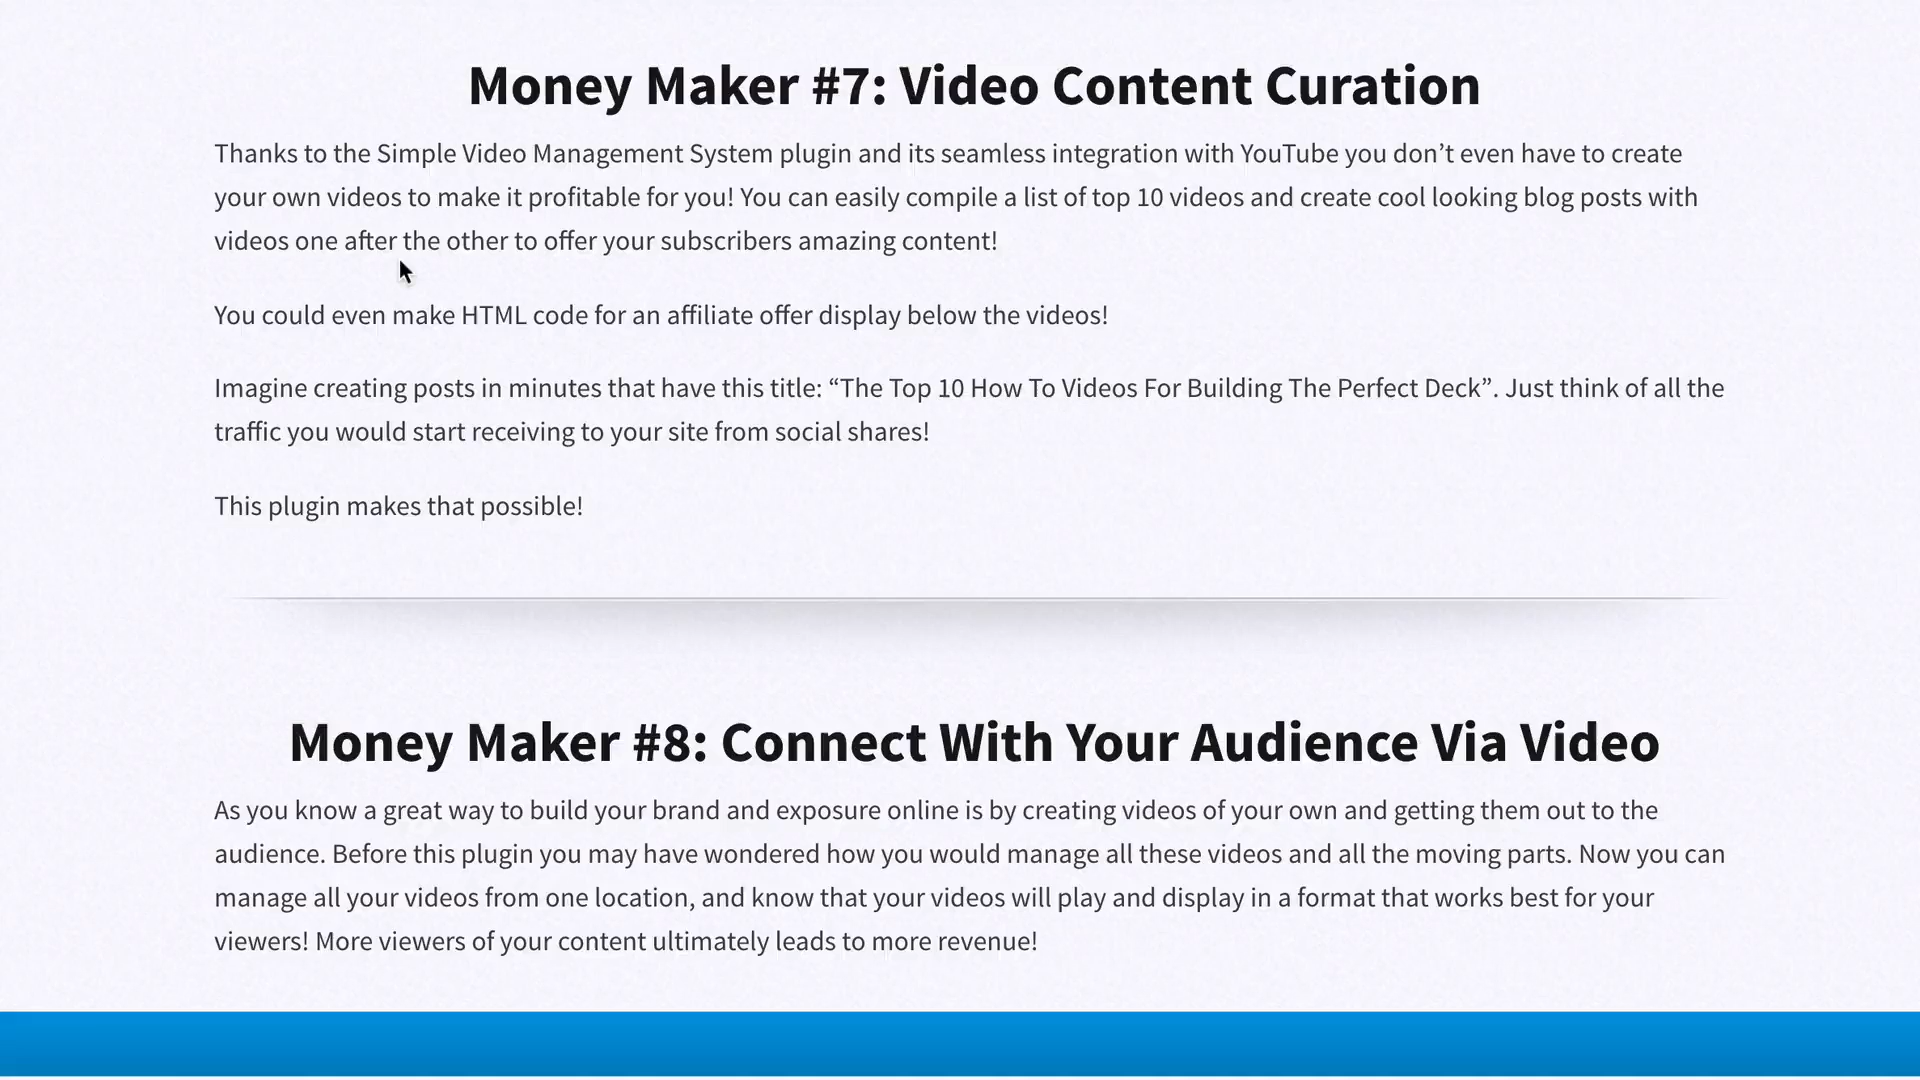 Money Maker #7: Video Content Curation
Thanks to the Simple Video Management System plugin and its seamless integration with YouTube you don’t even have to create
your own videos to make it profitable for you! You can easily compile a list of top 10 videos and create cool looking blog posts with
videos one after the other to offer your subscribers amazing content!
You could even make HTML code for an affiliate offer display below the videos!
Imagine creating posts in minutes that have this title: “The Top 10 How To Videos For Building The Perfect Deck”. Just think of all the
traffic you would start receiving to your site from social shares!
This plugin makes that possible!
Money Maker #8: Connect With Your Audience Via Video
As you know a great way to build your brand and exposure online is by creating videos of your own and getting them out to the
audience. Before this plugin you may have wondered how you would manage all these videos and all the moving parts. Now you can
manage all your videos from one location, and know that your videos will play and display in a format that works best for your
viewers! More viewers of your content ultimately leads to more revenue!